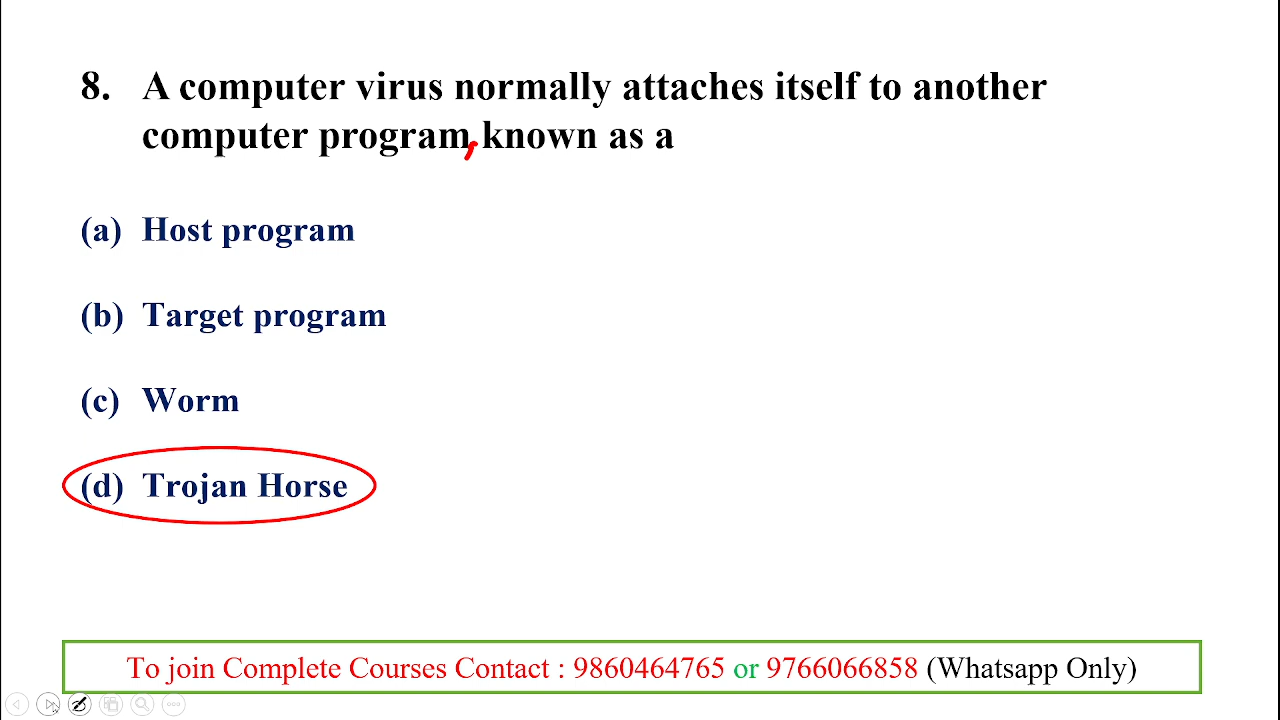 8. A computer virus normally attaches itself to another
computer program, known as a
(a) Host program
(b) Target program
(c) Worm
(d) Trojan Horse
To join Complete Courses Contact : 9860464765 or 9766066858 (Whatsapp Only)